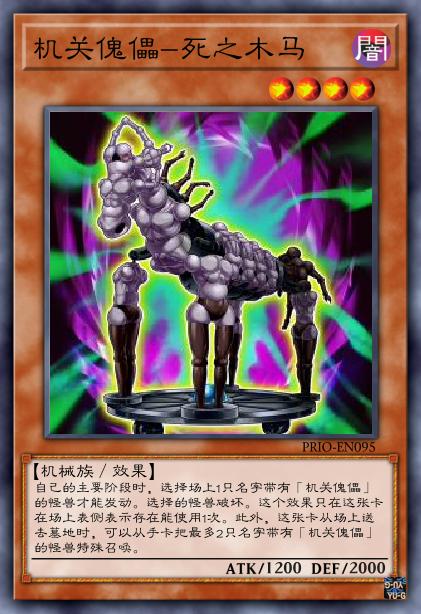 机关傀儡-死之木马
闇
PRIO-EN095
【机械族/效果】
自己的主要阶段时，选择场上1只名字带有「机关傀儡」
的怪兽才能发动。选择的怪兽破坏。这个效果只在这张卡
在场上表侧表示存在能使用1次。此外，这张卡从场上送
去墓地时，可以从手卡把最多2只名字带有「机关傀儡」
的怪兽特殊召唤。
ATK/1200 DEF/2000